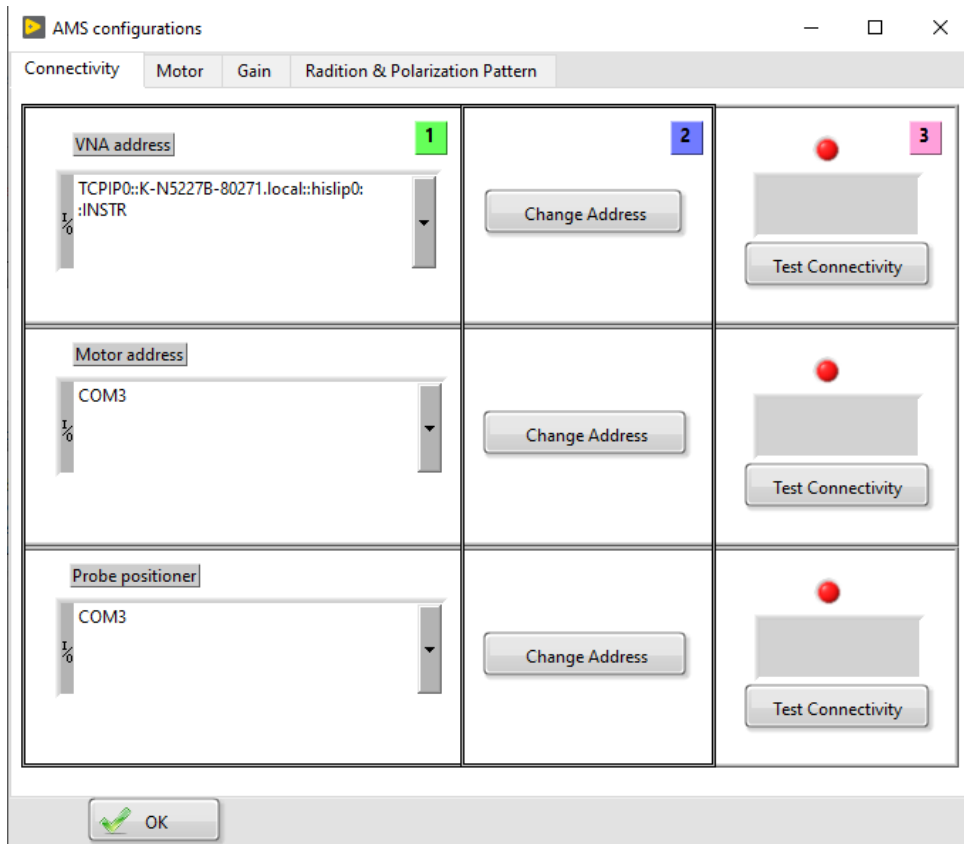 AMS configurations
Connectivity
Motor
Gain
Radition & Polarization Pattern
VNA address
1
2
3
I/O
TCPIP0::K-N5227B-80271.local::hislip0:
:INSTR
Change Address
Test Connectivity
Motor address
I/O
COM3
Change Address
Test Connectivity
Probe positioner
I/O
COM3
Change Address
Test Connectivity
OK